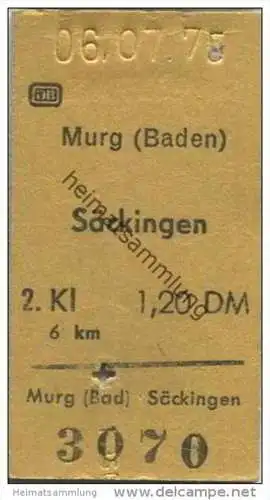 06.07.75
DB
Murg (Baden)
Säckingen
heimatsammlung.de
2. Kl 1,20 DM
6 km
Murg (Bad) Säckingen
3070
Heimatsammlung
delcampe.net